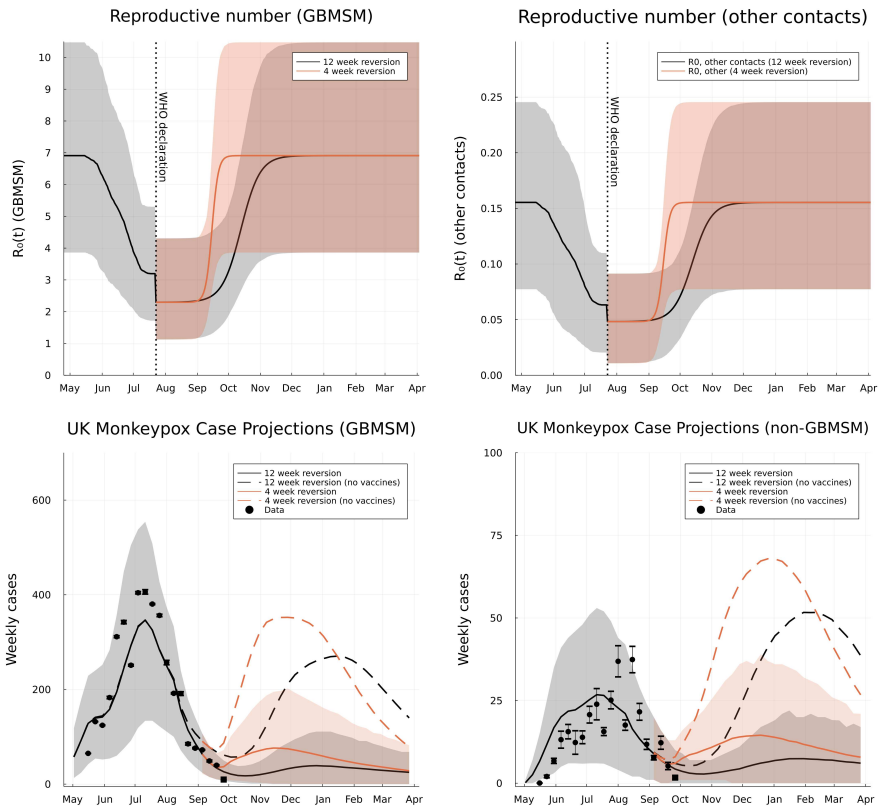 Reproductive number (GBMSM)
R₀(t) (GBMSM)
10
9
8
7
6
5
4
3
2
1
0
12 week reversion
4 week reversion
WHO declaration
May Jun Jul Aug Sep Oct Nov Dec Jan Feb Mar Apr
Reproductive number (other contacts)
R₀(t) (other contacts)
0.25
0.20
0.15
0.10
0.05
0.00
R0, other contacts (12 week reversion)
R0, other (4 week reversion)
WHO declaration
May Jun Jul Aug Sep Oct Nov Dec Jan Feb Mar Apr
UK Monkeypox Case Projections (GBMSM)
Weekly cases
600
400
200
0
12 week reversion
12 week reversion (no vaccines)
4 week reversion
4 week reversion (no vaccines)
Data
May Jun Jul Aug Sep Oct Nov Dec Jan Feb Mar Apr
UK Monkeypox Case Projections (non-GBMSM)
Weekly cases
100
75
50
25
0
12 week reversion
12 week reversion (no vaccines)
4 week reversion
4 week reversion (no vaccines)
Data
May Jun Jul Aug Sep Oct Nov Dec Jan Feb Mar Apr